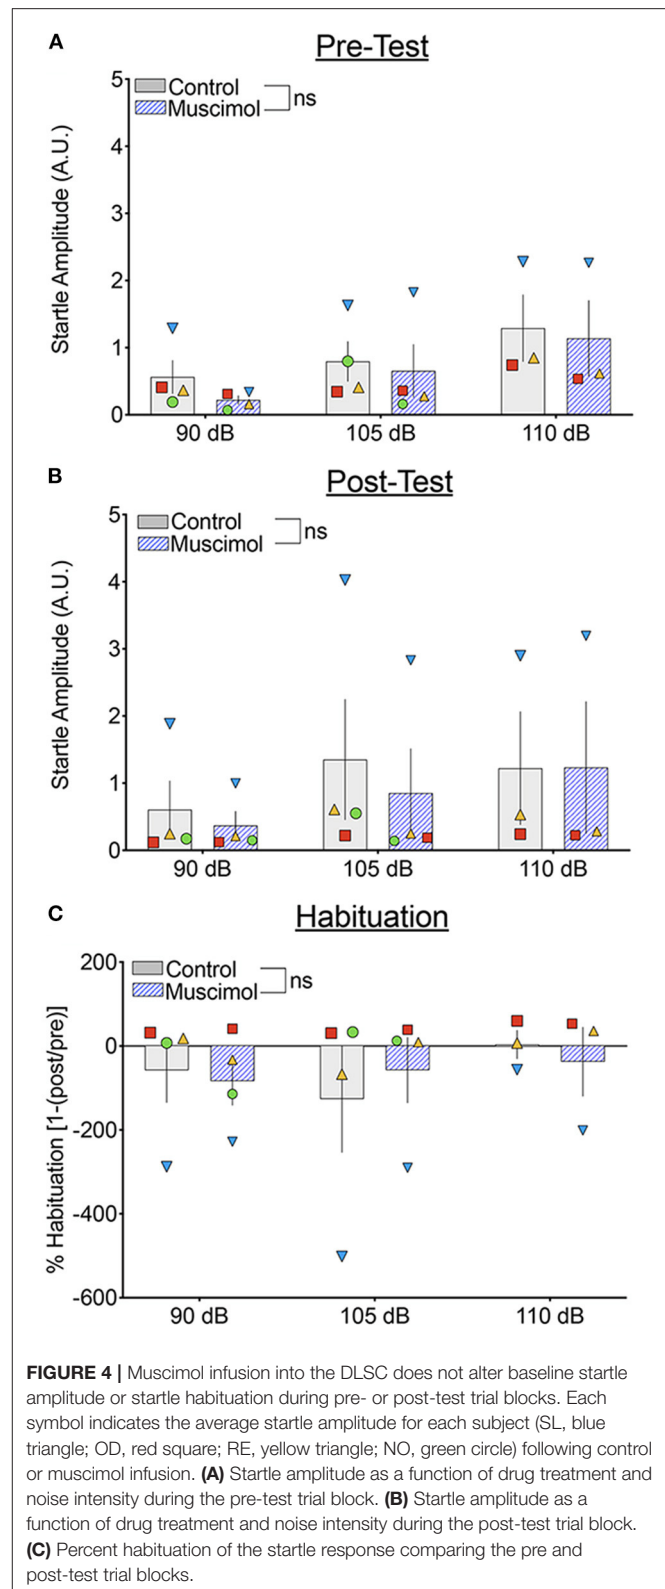 A
Pre-Test
5
4
3
2
1
0
Startle Amplitude (A.U.)
Control
Muscimol
ns
90 dB
105 dB
110 dB
B
Post-Test
5
4
3
2
1
0
Startle Amplitude (A.U.)
Control
Muscimol
ns
90 dB
105 dB
110 dB
C
Habituation
200
0
-200
-400
-600
% Habituation [1-(post/pre)]
Control
Muscimol
ns
90 dB
105 dB
110 dB
FIGURE 4 | Muscimol infusion into the DLSC does not alter baseline startle
amplitude or startle habituation during pre- or post-test trial blocks. Each
symbol indicates the average startle amplitude for each subject (SL, blue
triangle; OD, red square; RE, yellow triangle; NO, green circle) following control
or muscimol infusion. (A) Startle amplitude as a function of drug treatment and
noise intensity during the pre-test trial block. (B) Startle amplitude as a
function of drug treatment and noise intensity during the post-test trial block.
(C) Percent habituation of the startle response comparing the pre and
post-test trial blocks.